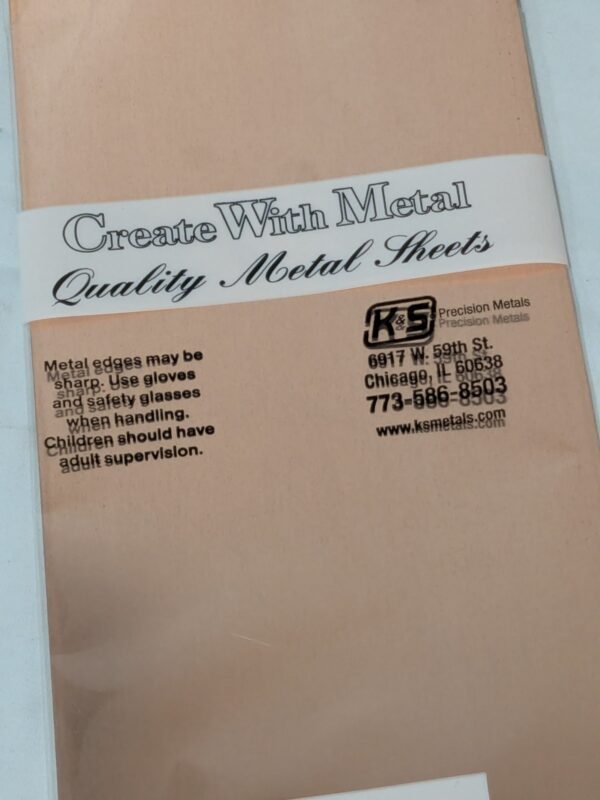 Create With Metal
Quality Metal Sheets
K&S Precision Metals
6917 W. 59th St.
Chicago, IL 60638
773-586-8503
www.ksmetals.com
Metal edges may be
sharp. Use gloves
and safety glasses
when handling.
Children should have
adult supervision.